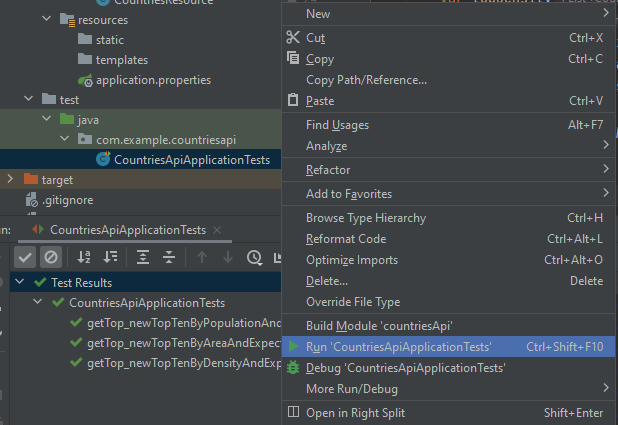 CountriesResource
resources
static
templates
application.properties
test
java
com.example.countriesapi
CountriesApiApplicationTests
target
.gitignore
CountriesApiApplicationTests
Test Results
CountriesApiApplicationTests
getTop_newTopTenByPopulationAnd
getTop_newTopTenByAreaAndExpec
getTop_newTopTenByDensityAndExp
New
Cut Ctrl+X
Copy Ctrl+C
Copy Path/Reference...
Paste Ctrl+V
Find Usages Alt+F7
Analyze
Refactor
Add to Favorites
Browse Type Hierarchy Ctrl+H
Reformat Code Ctrl+Alt+L
Optimize Imports Ctrl+Alt+O
Delete... Delete
Override File Type
Build Module 'countriesApi'
Run 'CountriesApiApplicationTests' Ctrl+Shift+F10
Debug 'CountriesApiApplicationTests'
More Run/Debug
Open in Right Split Shift+Enter